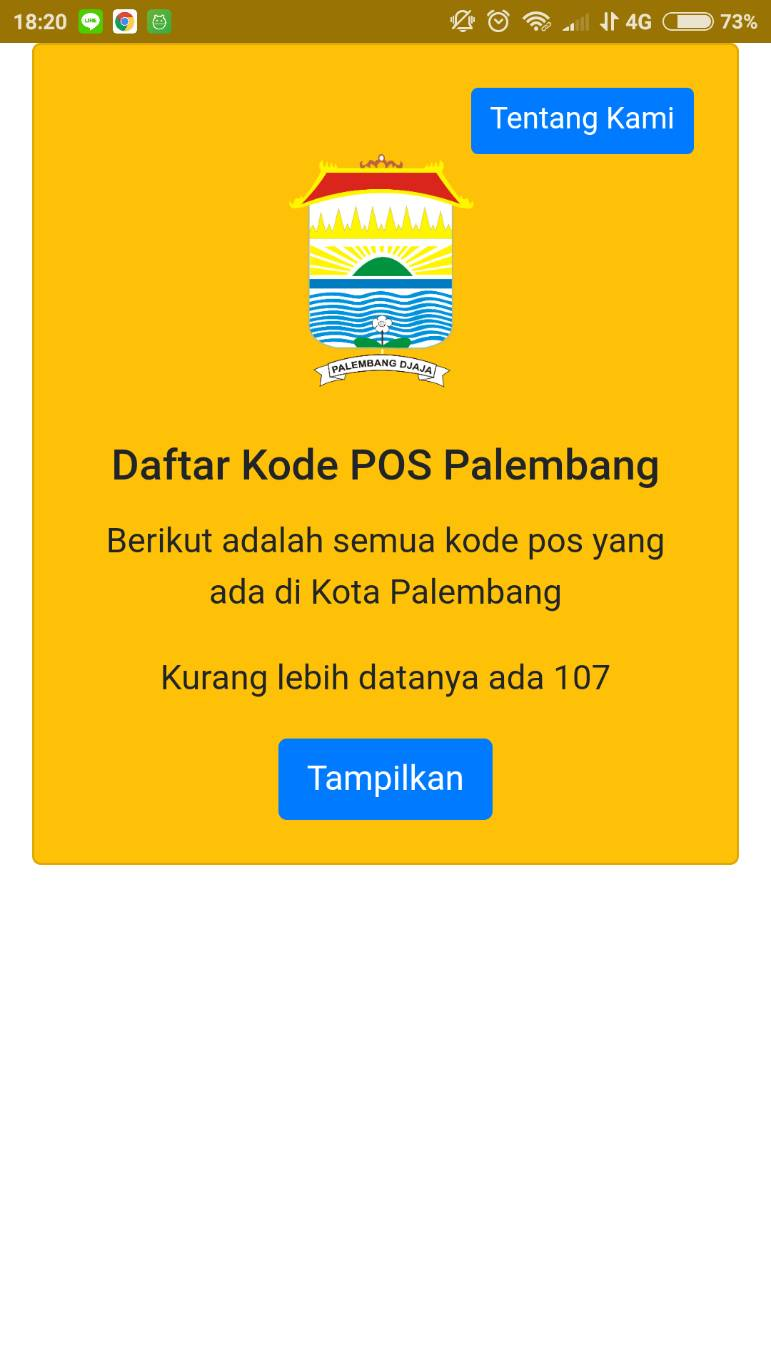 18:20
4G
73%
Tentang Kami
PALEMBANG DJAJA
Daftar Kode POS Palembang
Berikut adalah semua kode pos yang
ada di Kota Palembang
Kurang lebih datanya ada 107
Tampilkan